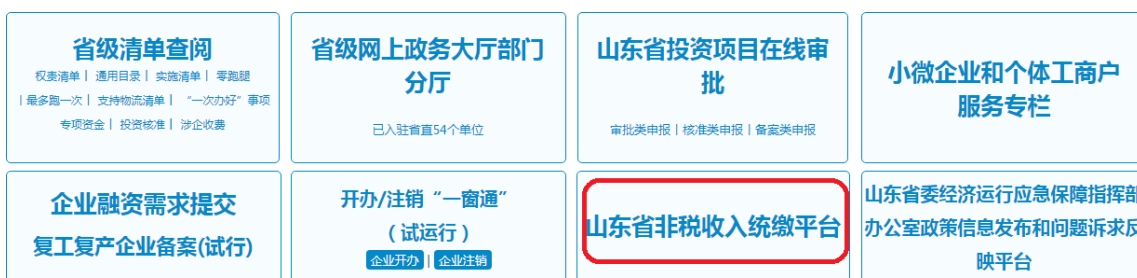 省级清单查阅
权责清单 | 通用目录 | 实施清单 | 零跑腿
| 最多跑一次 | 支持物流清单 | “一次办好”事项
专项资金 | 投资核准 | 涉企收费
省级网上政务大厅部门
分厅
已入驻省直54个单位
山东省投资项目在线审
批
审批类申报 | 核准类申报 | 备案类申报
小微企业和个体工商户
服务专栏
企业融资需求提交
复工复产企业备案(试行)
开办/注销“一窗通”
（试运行）
企业开办 | 企业注销
山东省非税收入统缴平台
山东省委经济运行应急保障指挥部
办公室政策信息发布和问题诉求反
映平台